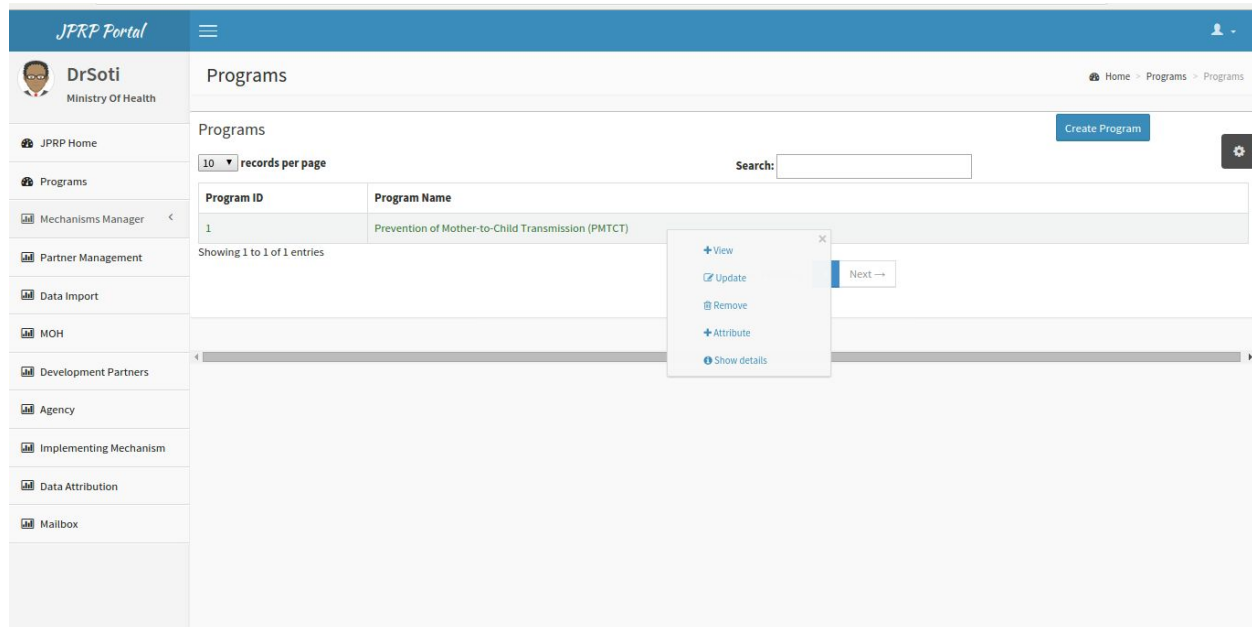 JPRP Portal
DrSoti
Ministry Of Health
JPRP Home
Programs
Mechanisms Manager
Partner Management
Data Import
MOH
Development Partners
Agency
Implementing Mechanism
Data Attribution
Mailbox
Programs
Home > Programs > Programs
Programs
Create Program
10 records per page
Search:
Program ID Program Name
1 Prevention of Mother-to-Child Transmission (PMTCT)
Showing 1 to 1 of 1 entries
View
Update
Remove
Attribute
Show details
Next →